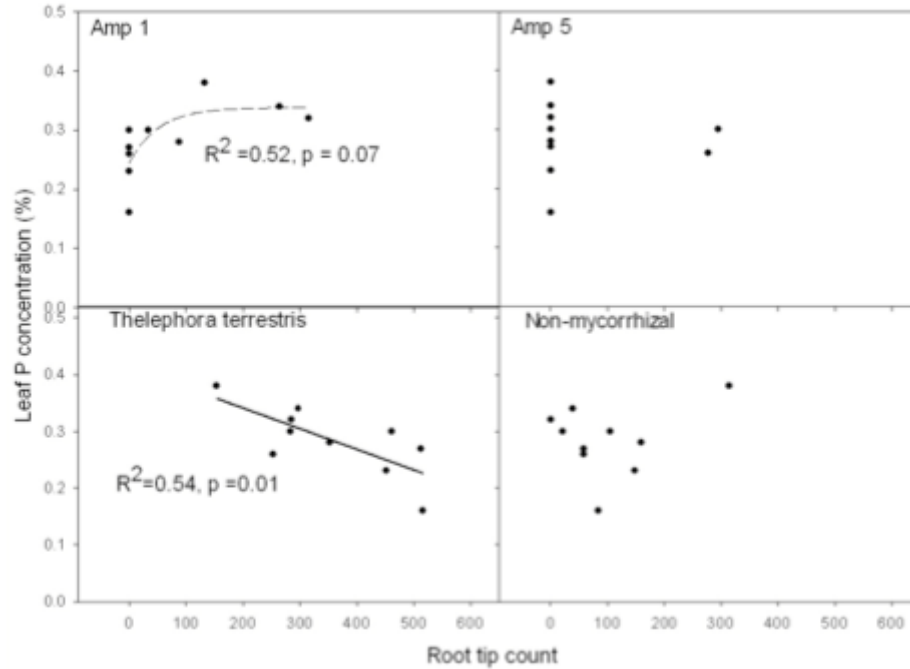 Amp 1
Amp 5
0.5
0.4
0.3
0.2
0.1
0.0
R² =0.52, p = 0.07
Leaf P concentration (%)
Thelephora terrestris
Non-mycorrhizal
0.5
0.4
0.3
0.2
0.1
0.0
R²=0.54, p =0.01
0 100 200 300 400 500 600
0 100 200 300 400 500 600
Root tip count